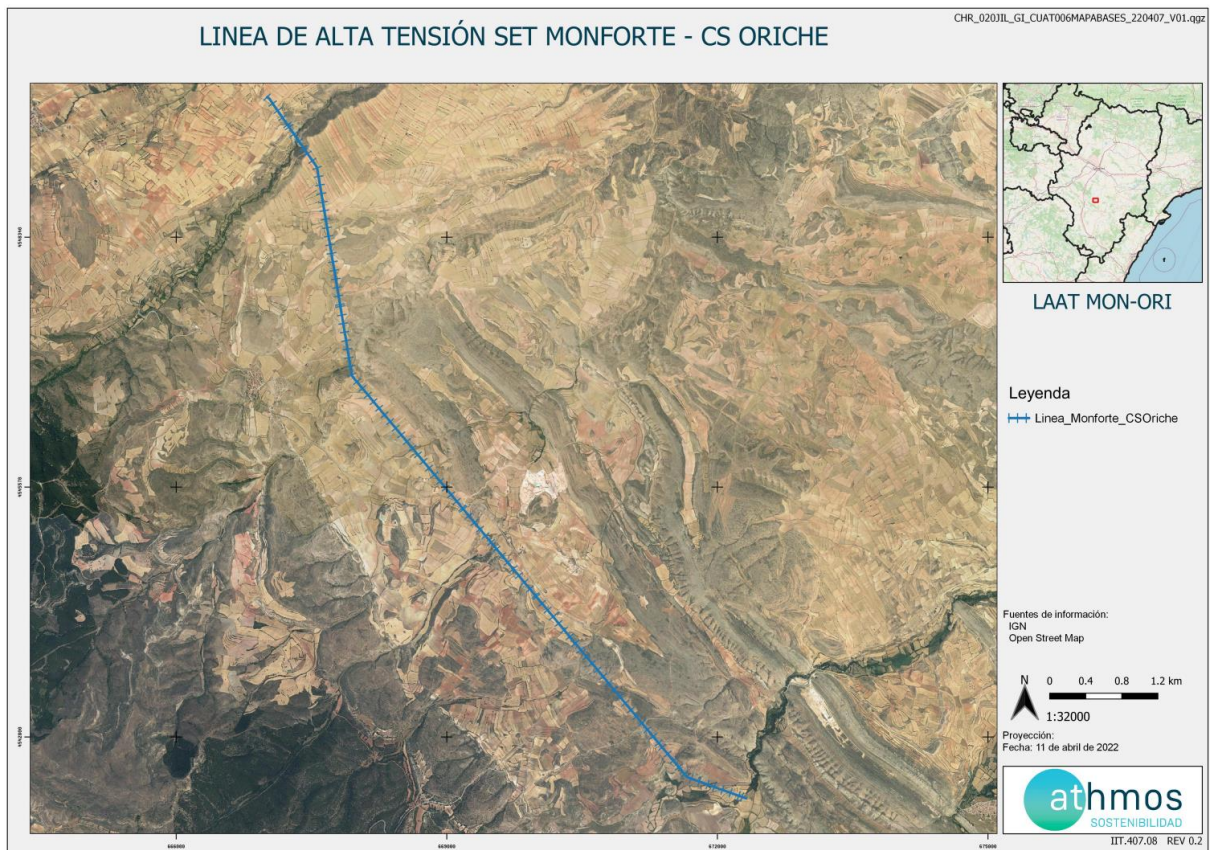 CHR_020JIL_GI_CUAT006MAPABASES_220407_V01.qgz
LINEA DE ALTA TENSIÓN SET MONFORTE - CS ORICHE
LAAT MON-ORI
Leyenda
Linea_Monforte_CSOriche
Fuentes de información:
IGN
Open Street Map
N
0 0.4 0.8 1.2 km
1:32000
Proyección:
Fecha: 11 de abril de 2022
athmos
SOSTENIBILIDAD
IIT.407.08 REV 0.2
666000 669000 672000